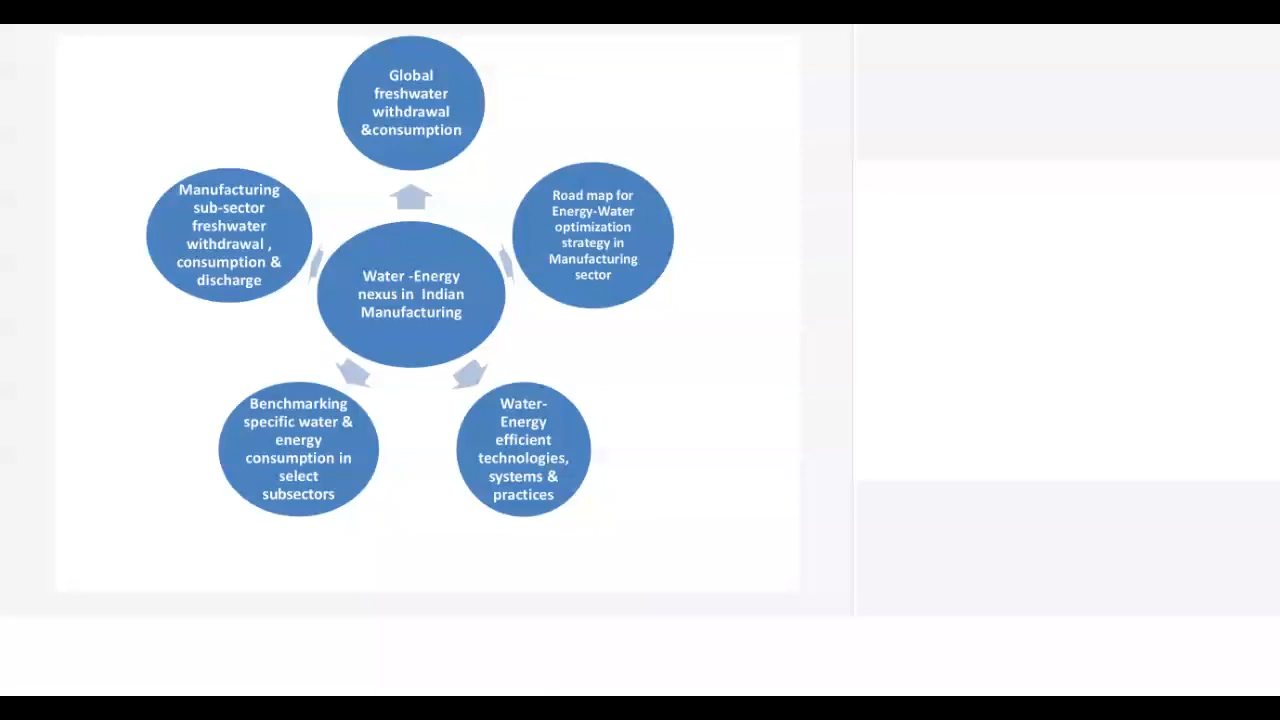 Global
freshwater
withdrawal
&consumption
Manufacturing
sub-sector
freshwater
withdrawal ,
consumption &
discharge
Road map for
Energy-Water
optimization
strategy in
Manufacturing
sector
Water -Energy
nexus in  Indian
Manufacturing
Benchmarking
specific water &
energy
consumption in
select
subsectors
Water-
Energy
efficient
technologies,
systems &
practices